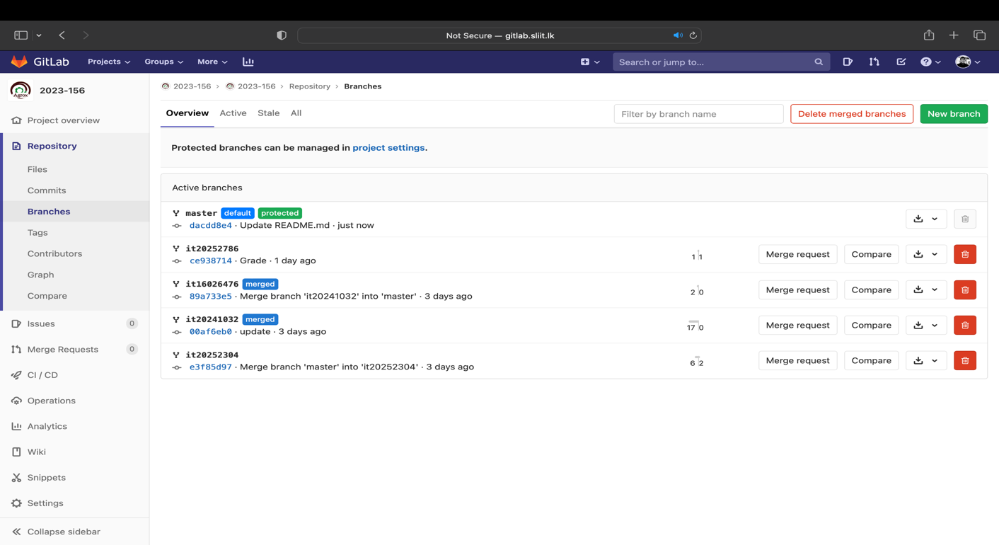 Not Secure — gitlab.sliit.lk
GitLab Projects Groups More Search or jump to...
Agrox 2023-156
2023-156 › 2023-156 › Repository › Branches
Overview Active Stale All Filter by branch name Delete merged branches New branch
Project overview
Repository
Files
Commits
Branches
Tags
Contributors
Graph
Compare
Issues 0
Merge Requests 0
CI / CD
Operations
Analytics
Wiki
Snippets
Settings
Collapse sidebar
Protected branches can be managed in project settings.
Active branches
master default protected
dacdd8e4 · Update README.md · just now
it20252786
ce938714 · Grade · 1 day ago
1 1 Merge request Compare
it16026476 merged
89a733e5 · Merge branch 'it20241032' into 'master' · 3 days ago
2 0 Merge request Compare
it20241032 merged
00af6eb0 · update · 3 days ago
17 0 Merge request Compare
it20252304
e3f85d97 · Merge branch 'master' into 'it20252304' · 3 days ago
6 2 Merge request Compare